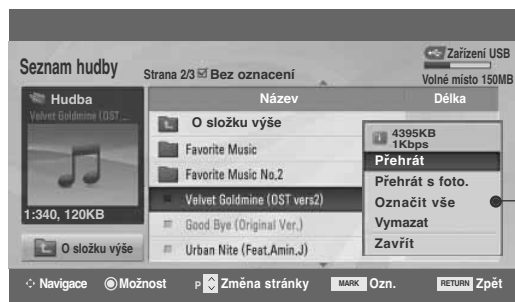 Seznam hudby
Strana 2/3 Bez oznacení
Zařízení USB
Volné místo 150MB
Hudba
Velvet Goldmine (OST ...
1:340, 120KB
O složku výše
Název
Délka
O složku výše
Favorite Music
Favorite Music No,2
Velvet Goldmine (OST vers2)
Good Bye (Original Ver,)
Urban Nite (Feat,Amin,J)
4395KB
1Kbps
Přehrát
Přehrát s foto.
Označit vše
Vymazat
Zavřít
Navigace
Možnost
P Změna stránky
MARK Ozn.
RETURN Zpět